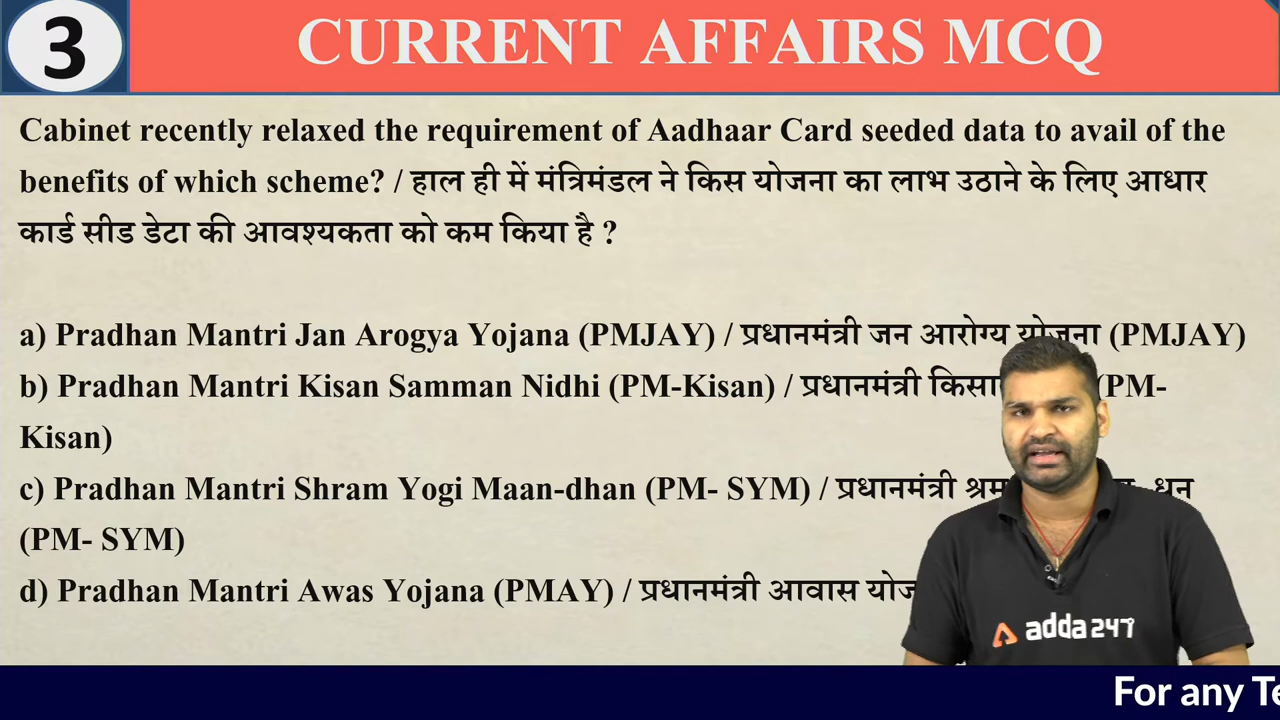 3
CURRENT AFFAIRS MCQ
Cabinet recently relaxed the requirement of Aadhaar Card seeded data to avail of the
benefits of which scheme? / हाल ही में मंत्रिमंडल ने किस योजना का लाभ उठाने के लिए आधार
कार्ड सीड डेटा की आवश्यकता को कम किया है ?
a) Pradhan Mantri Jan Arogya Yojana (PMJAY) / प्रधानमंत्री जन आरोग्य योजना (PMJAY)
b) Pradhan Mantri Kisan Samman Nidhi (PM-Kisan) / प्रधानमंत्री (PM-
Kisan)
c) Pradhan Mantri Shram Yogi Maan-dhan (PM- SYM) / प्रधानमंत्री धन
(PM- SYM)
d) Pradhan Mantri Awas Yojana (PMAY) / प्रधानमंत्री आवास
adda247
For any